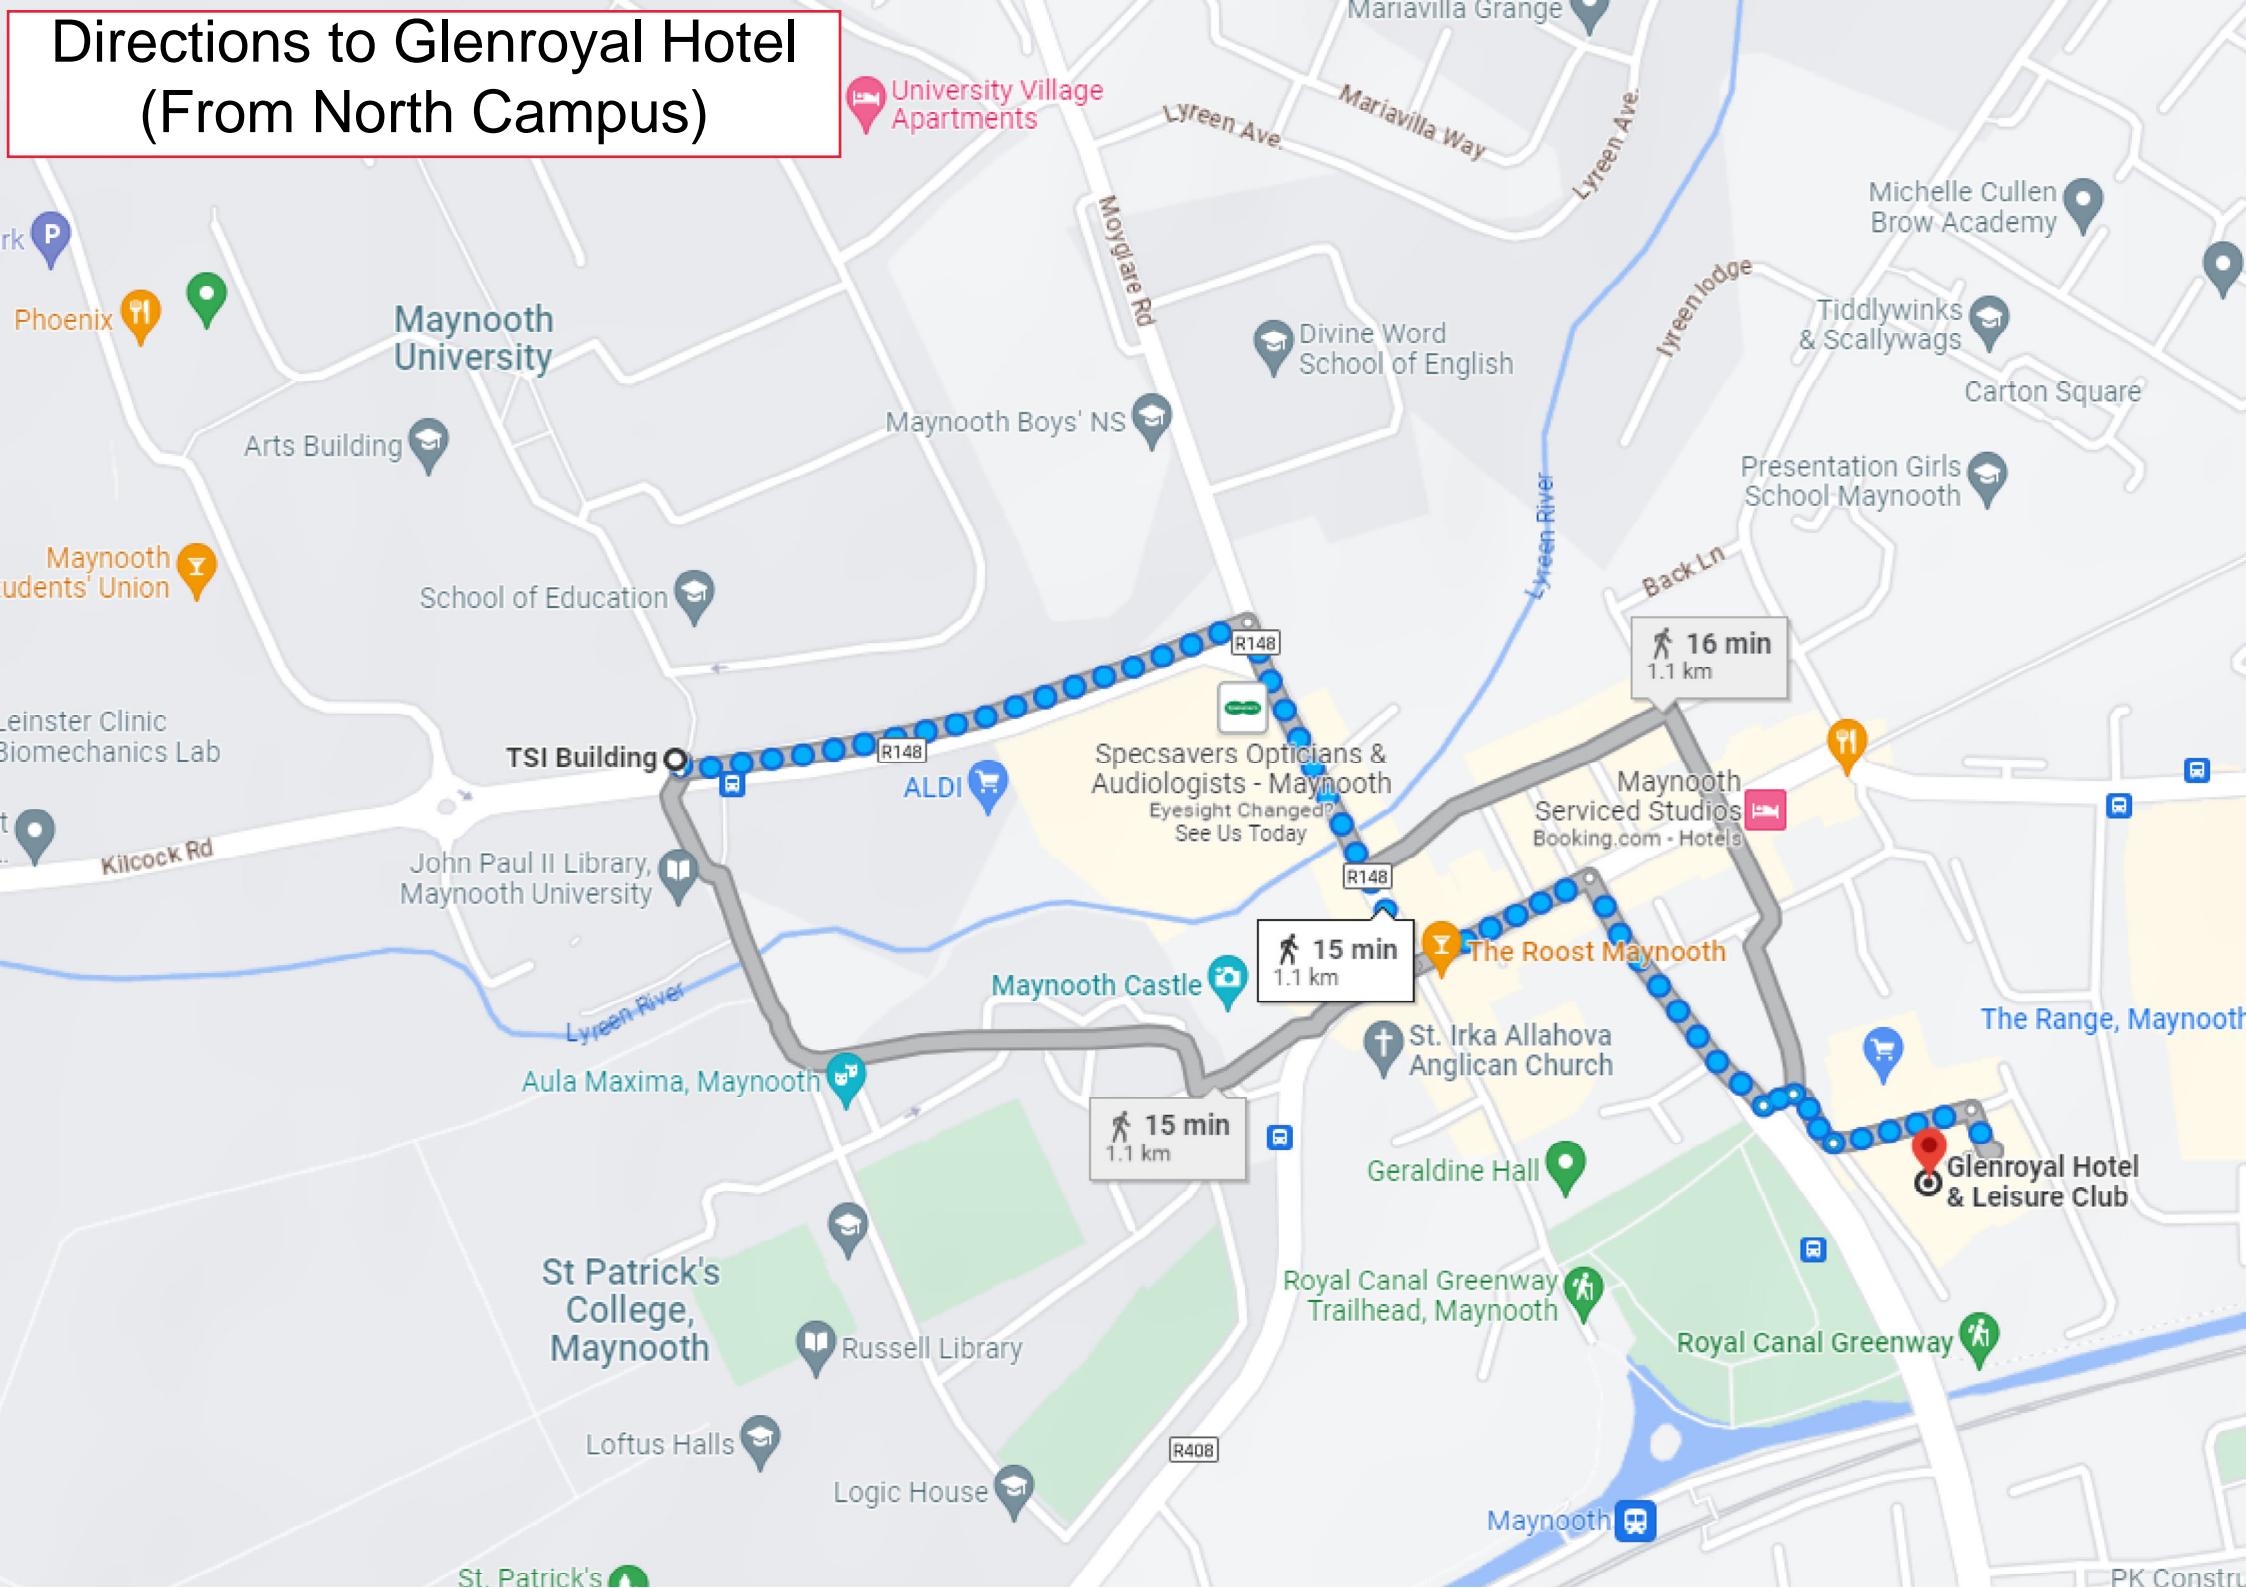 Directions to Glenroyal Hotel
(From North Campus)
Mariavilla Grange
University Village
Apartments
Lyreen Ave.
Mariavilla Way
Lyreen Ave.
Moyglare Rd
Michelle Cullen
Brow Academy
rk
P
Phoenix
Maynooth
University
lyreen lodge
Tiddlywinks
& Scallywags
Divine Word
School of English
Carton Square
Maynooth Boys' NS
Arts Building
Presentation Girls
School Maynooth
Lyreen River
Maynooth
tudents' Union
School of Education
Back Ln
R148
16 min
1.1 km
Leinster Clinic
Biomechanics Lab
TSI Building
R148
ALDI
Specsavers Opticians &
Audiologists - Maynooth
Eyesight Changed?
See Us Today
Maynooth
Serviced Studios
Booking.com - Hotels
t
Kilcock Rd
John Paul II Library,
Maynooth University
R148
15 min
1.1 km
The Roost Maynooth
Maynooth Castle
Lyreen River
The Range, Maynooth
St. Irka Allahova
Anglican Church
Aula Maxima, Maynooth
15 min
1.1 km
Geraldine Hall
Glenroyal Hotel
& Leisure Club
St Patrick's
College,
Maynooth
Royal Canal Greenway
Trailhead, Maynooth
Russell Library
Royal Canal Greenway
Loftus Halls
R408
Logic House
Maynooth
St. Patrick's
PK Constru